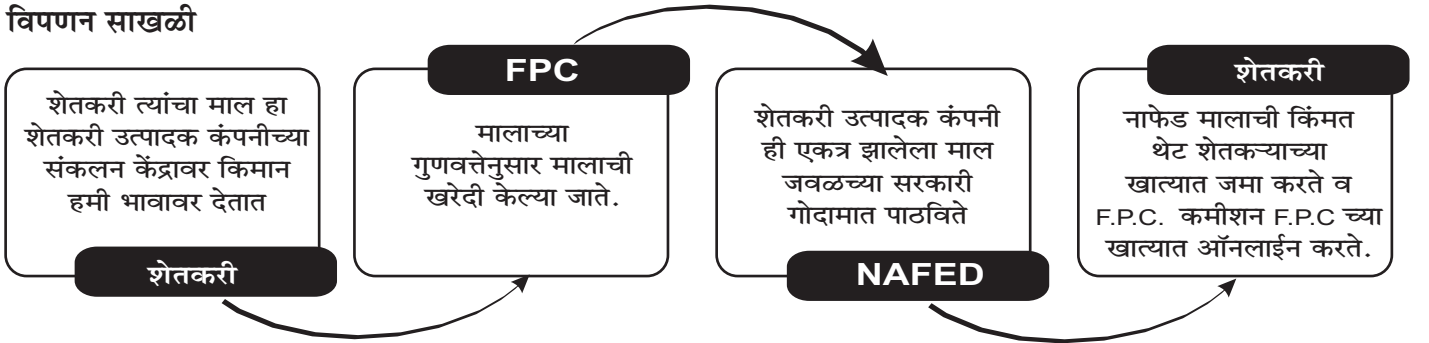 विपणन साखळी
शेतकरी त्यांचा माल हा
शेतकरी उत्पादक कंपनीच्या
संकलन केंद्रावर किमान
हमी भावावर देतात
शेतकरी
FPC
मालाच्या
गुणवत्तेनुसार मालाची
खरेदी केल्या जाते.
शेतकरी उत्पादक कंपनी
ही एकत्र झालेला माल
जवळच्या सरकारी
गोदामात पाठविते
NAFED
शेतकरी
नाफेड मालाची किंमत
थेट शेतकऱ्याच्या
खात्यात जमा करते व
F.P.C. कमीशन F.P.C च्या
खात्यात ऑनलाईन करते.